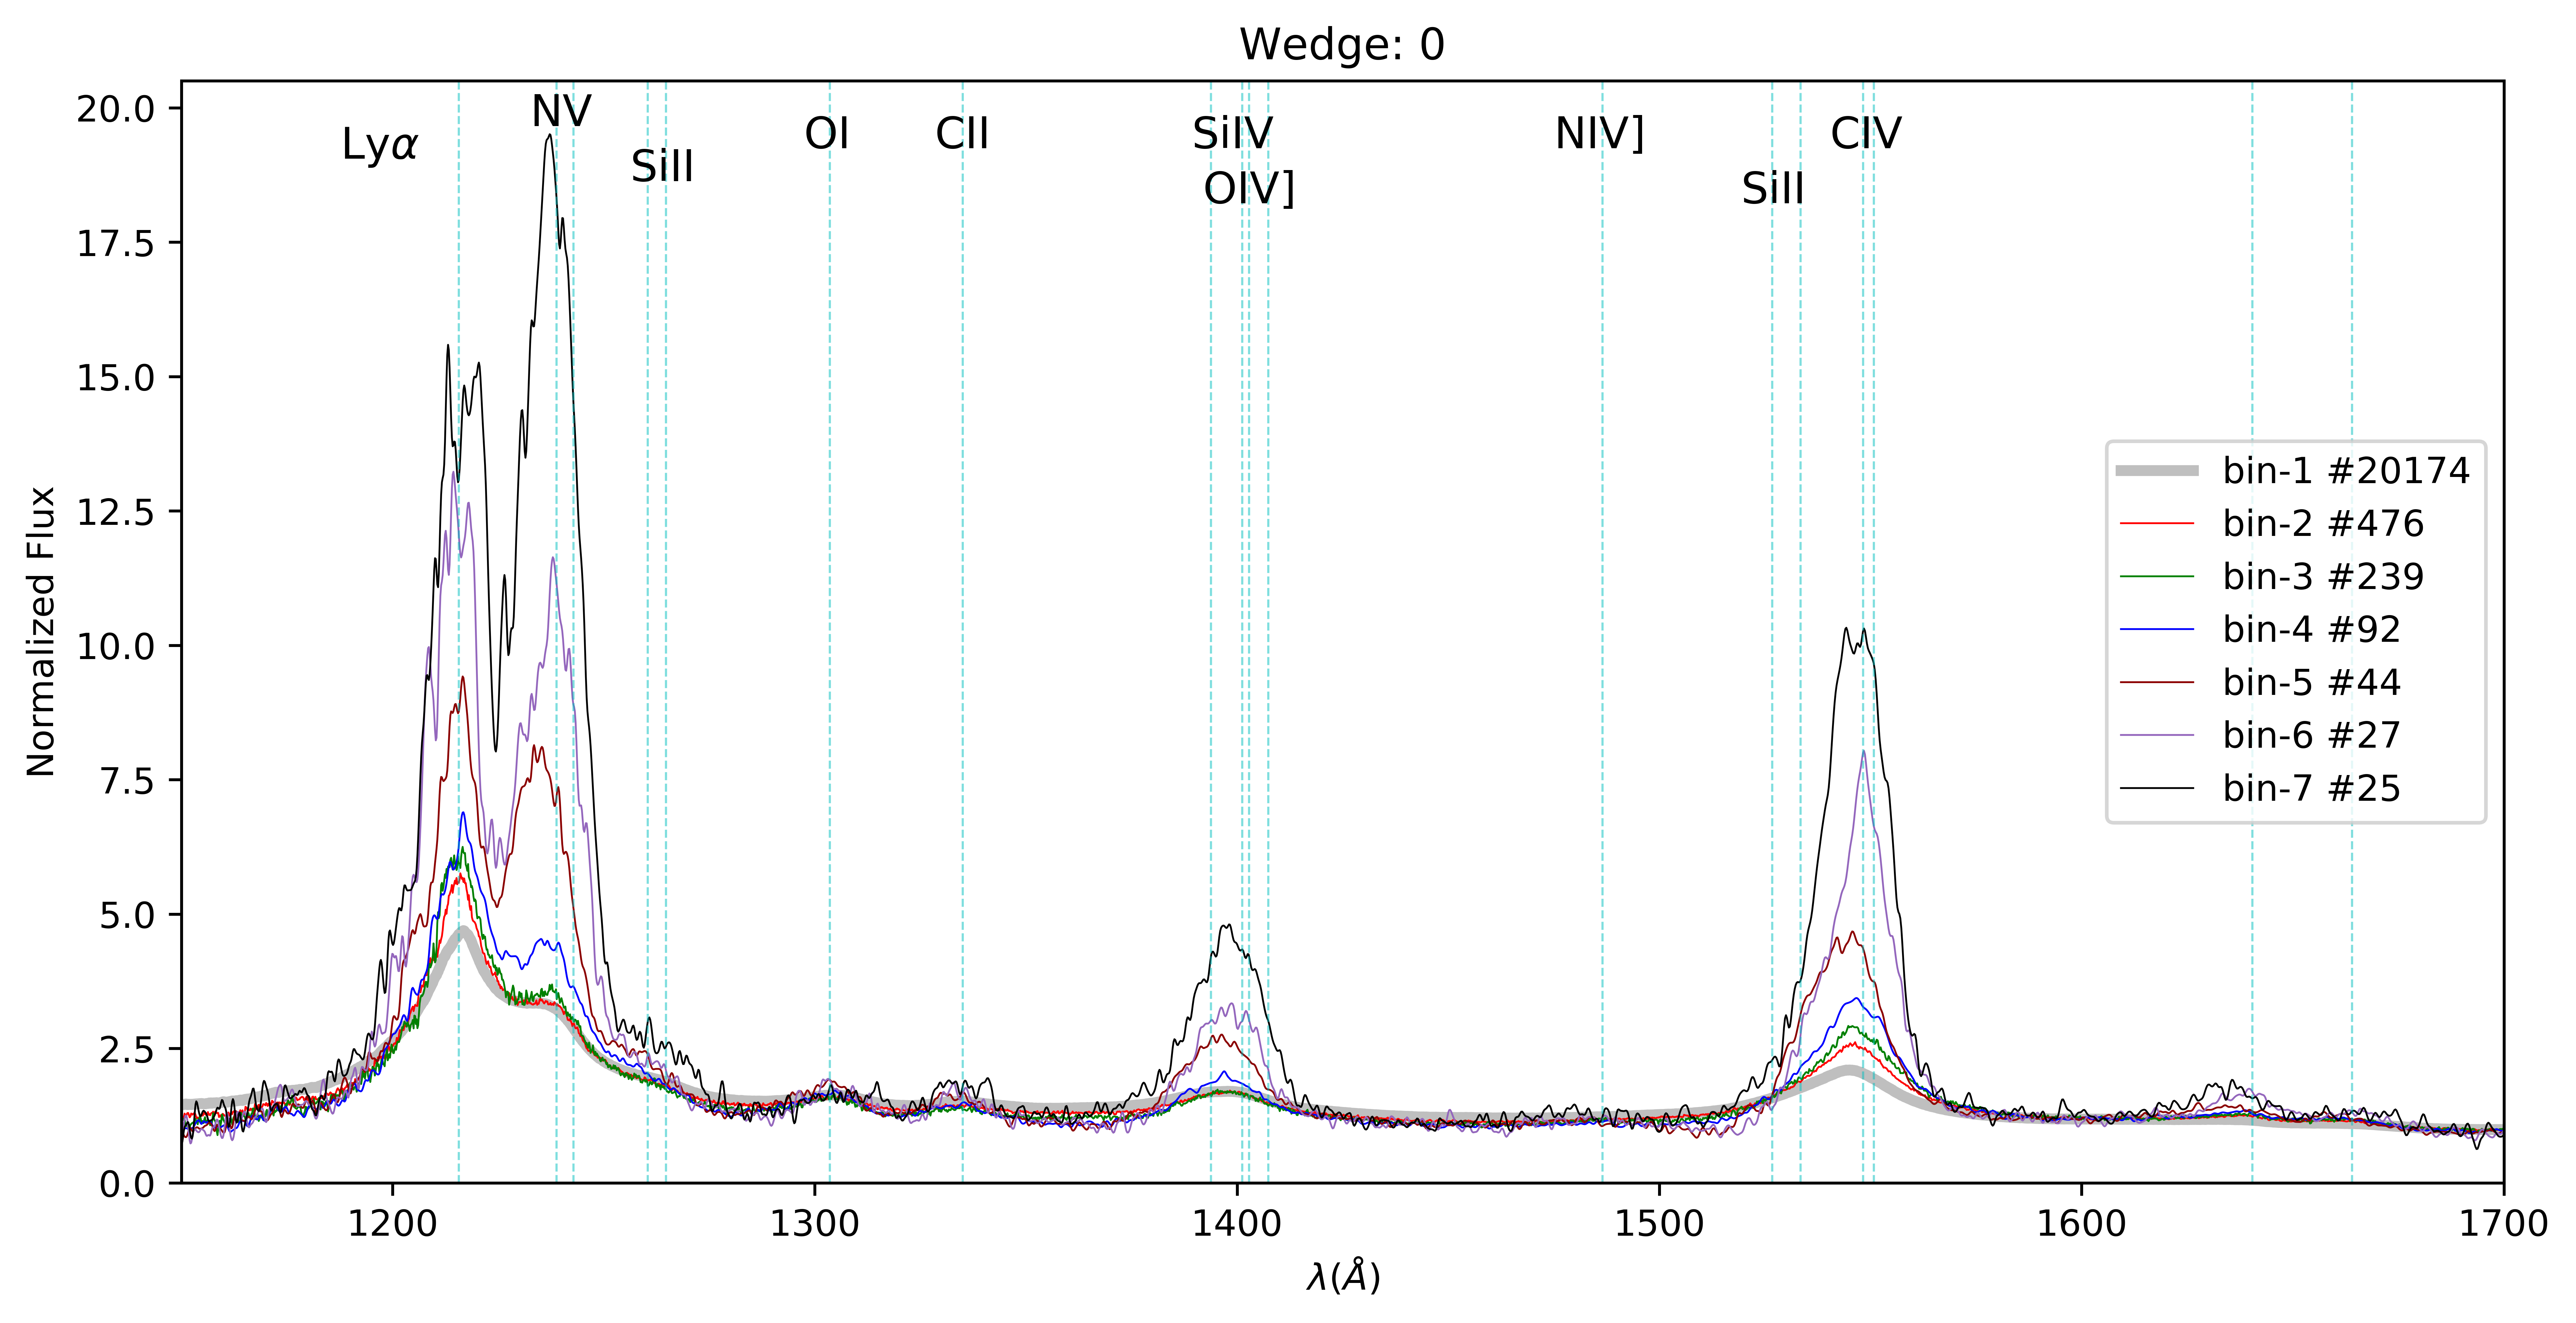 Wedge: 0
20.0
17.5
15.0
12.5
10.0
7.5
5.0
2.5
0.0
Normalized Flux
Lyα
NV
SiII
OI
CII
SiIV
OIV]
NIV]
SiII
CIV
bin-1 #20174
bin-2 #476
bin-3 #239
bin-4 #92
bin-5 #44
bin-6 #27
bin-7 #25
1200
1300
1400
1500
1600
1700
λ(Å)